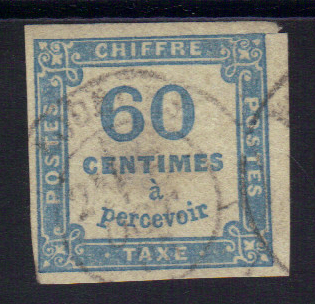 CHIFFRE
POSTES
60
CENTIMES
à
percevoir
POSTES
TAXE